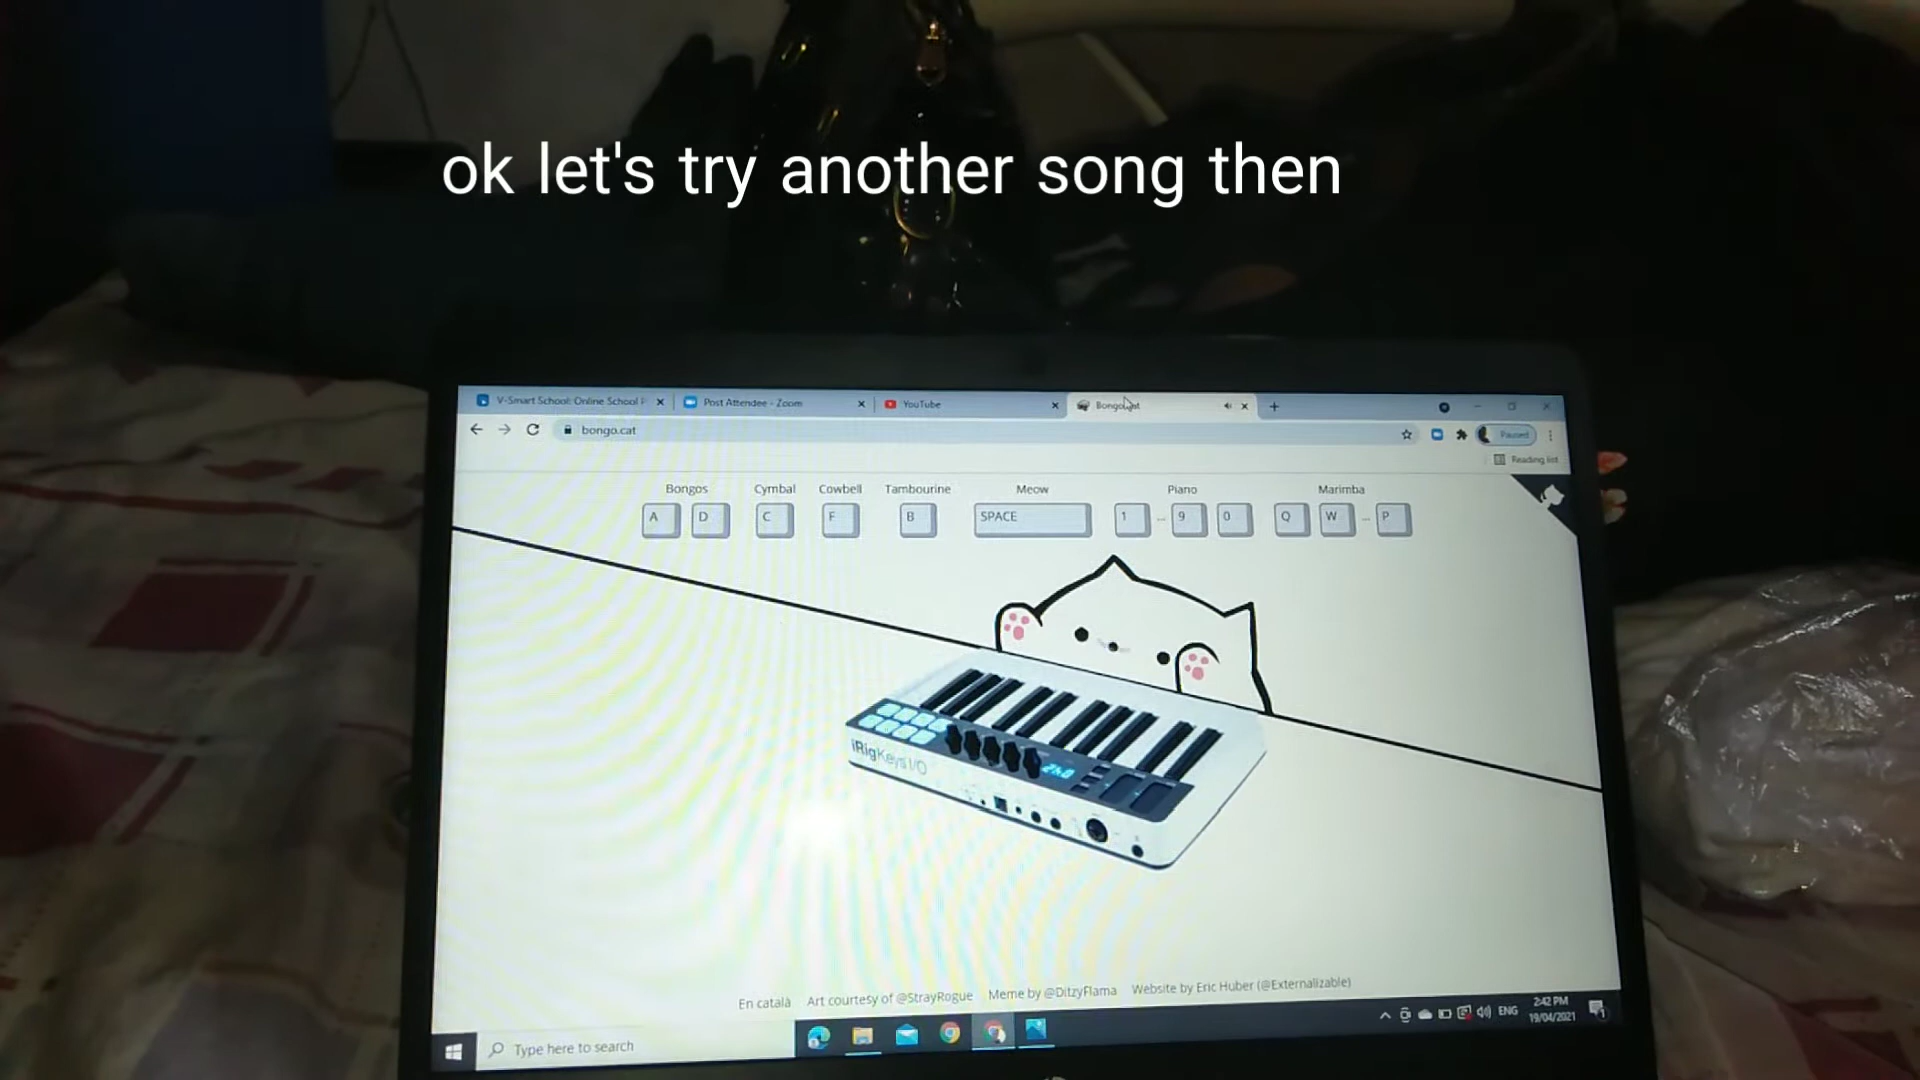 ok let's try another song then
V-Smart School: Online School P
Post Attendee - Zoom
YouTube
bongo.cat
Paused
Reading list
Bongos Cymbal Cowbell Tambourine Meow Piano Marimba
A D C F B SPACE 1 - 9 0 Q W - P
iRig Keys I/O
En català Art courtesy of @StrayRogue Meme by @DitzyFlama Website by Eric Huber (@Externalizable)
Type here to search
ENG
2:42 PM
19/04/2021